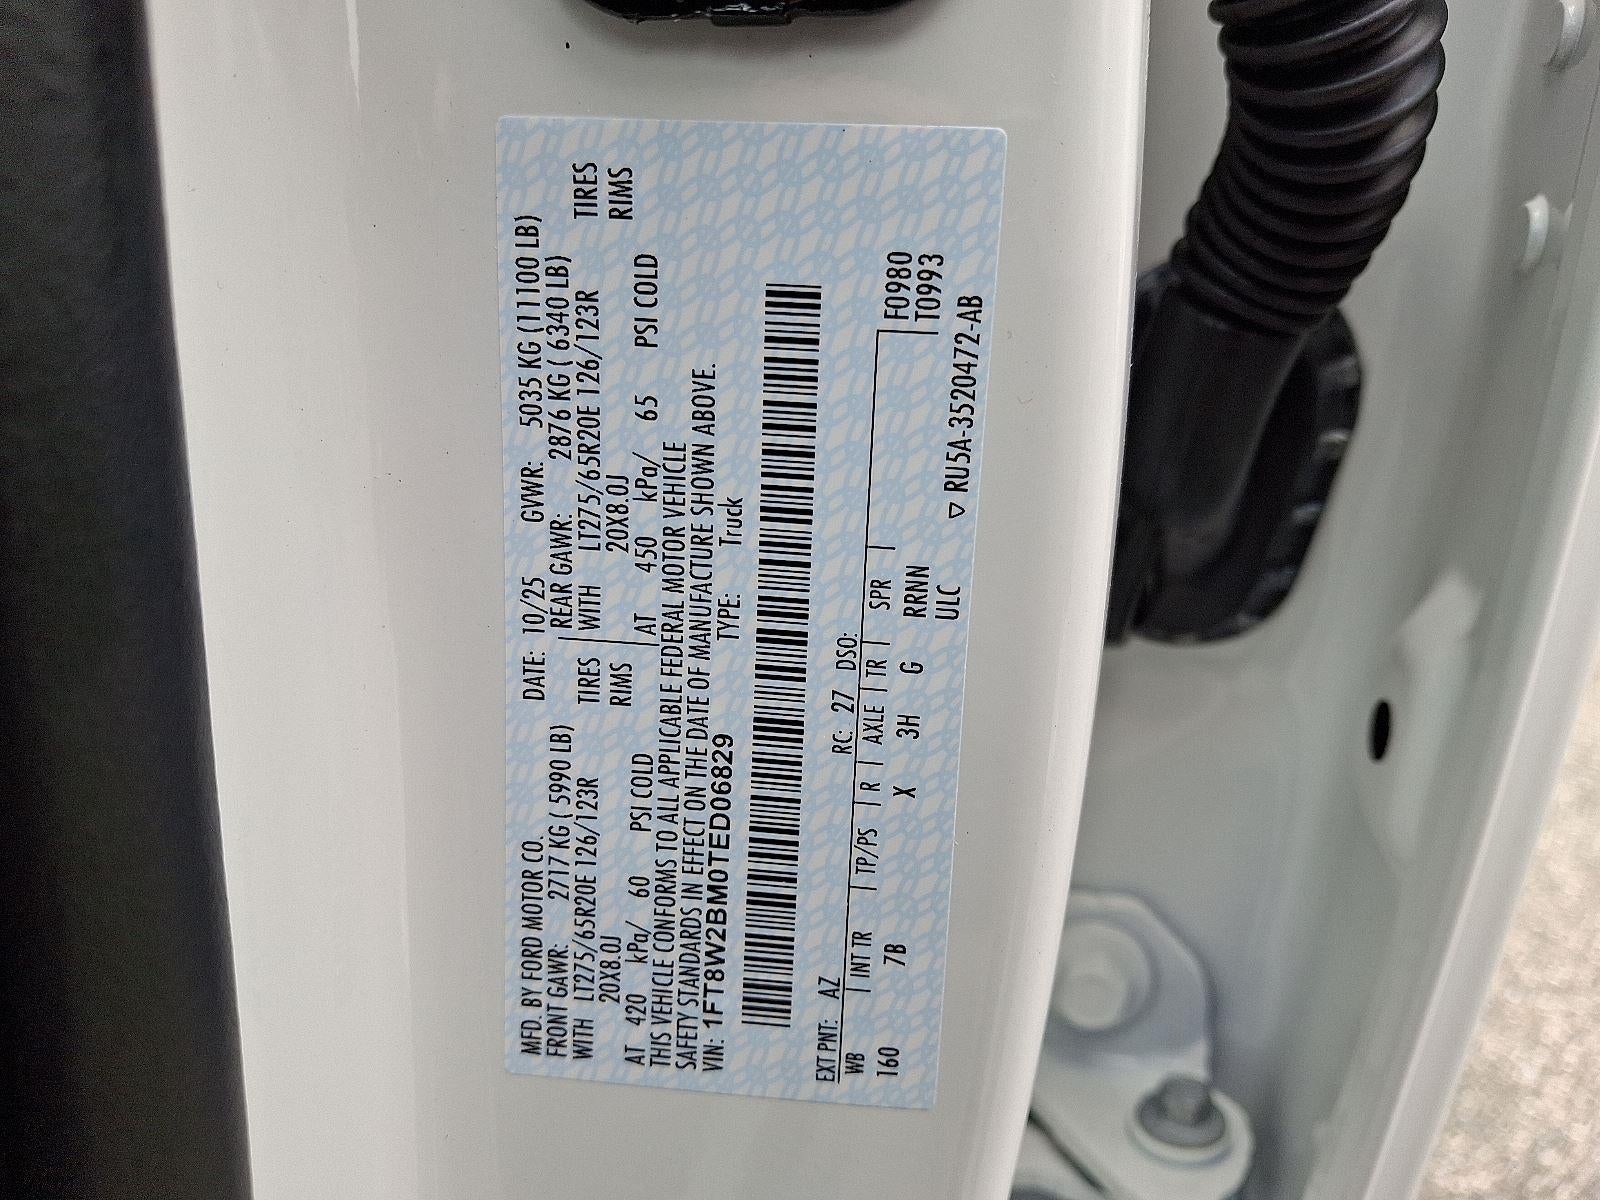 MFD. BY FORD MOTOR CO. DATE: 10/25 GVWR: 5035 KG (11100 LB)
FRONT GAWR: 2717 KG ( 5990 LB) REAR GAWR: 2876 KG ( 6340 LB)
WITH LT275/65R20E 126/123R TIRES WITH LT275/65R20E 126/123R TIRES
20X8.0J RIMS 20X8.0J RIMS
AT 420 kPa/ 60 PSI COLD AT 450 kPa/ 65 PSI COLD
THIS VEHICLE CONFORMS TO ALL APPLICABLE FEDERAL MOTOR VEHICLE
SAFETY STANDARDS IN EFFECT ON THE DATE OF MANUFACTURE SHOWN ABOVE.
VIN: 1FT8W2BM0TED06829 TYPE: Truck
EXT PNT: AZ RC: 27 DSO:
WB INT TR TP/PS R AXLE TR SPR F0980
160 7B X 3H G RRNN T0993
ULC
▽ RU5A-3520472-AB